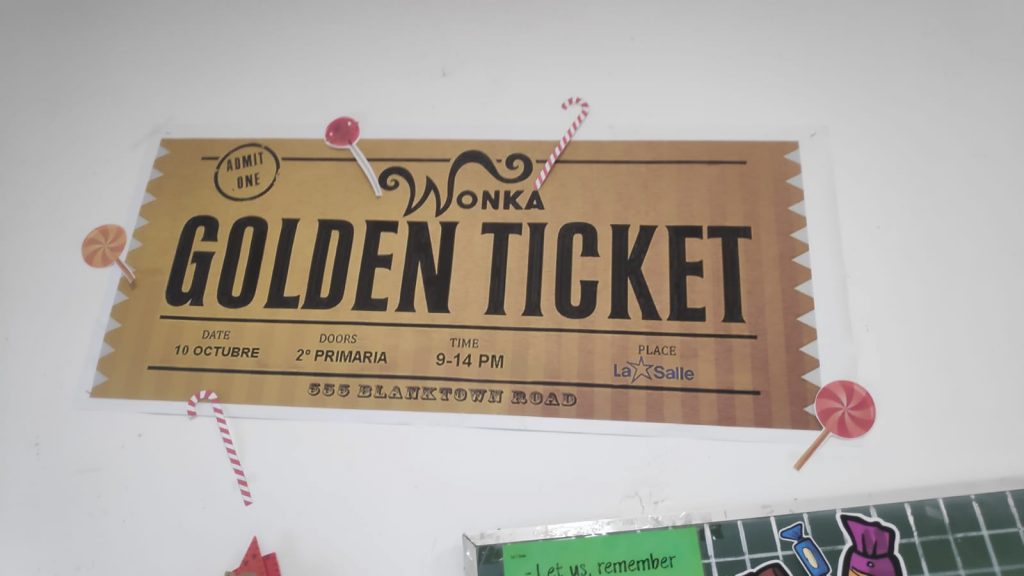 ADMIT
.ONE
WONKA
GOLDEN TICKET
DATE
10 OCTUBRE
DOORS
2º PRIMARIA
TIME
9-14 PM
PLACE
La Salle
555 BLANKTOWN ROAD
- Let us, remember